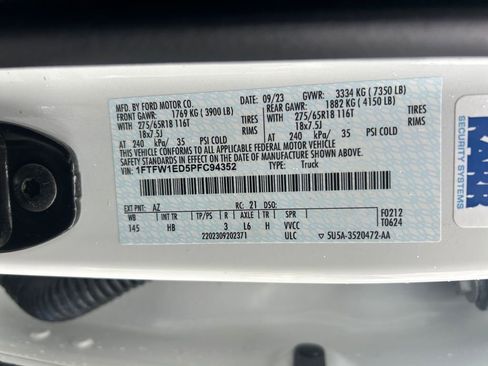 MFD. BY FORD MOTOR CO.
09/23 GVWR: 3334 KG ( 7350 LB)
FRONT GAWR: 1769 KG ( 3900 LB)
REAR GAWR: 1882 KG ( 4150 LB)
WITH 275/65R18 116T TIRES
WITH 275/65R18 116T TIRES
18x7.5J RIMS
18x7.5J RIMS
AT 240 kPa/ 35 PSI COLD
AT 240 kPa/ 35 PSI COLD
THIS VEHICLE CONFORMS TO ALL APPLICABLE FEDERAL MOTOR VEHICLE
SAFETY STANDARDS IN EFFECT ON THE DATE OF MANUFACTURE SHOWN ABOVE.
VIN: 1FTFW1ED5PFC94352
TYPE: Truck
EXT PNT: AZ RC: 21 DSO:
WB INT TR TP/PS R AXLE TR SPR
145 HB 3 L6 H VVCC
F0212
T0624
2202309202371 ULC
5U5A-3520472-AA
SECURITY SYSTEMS